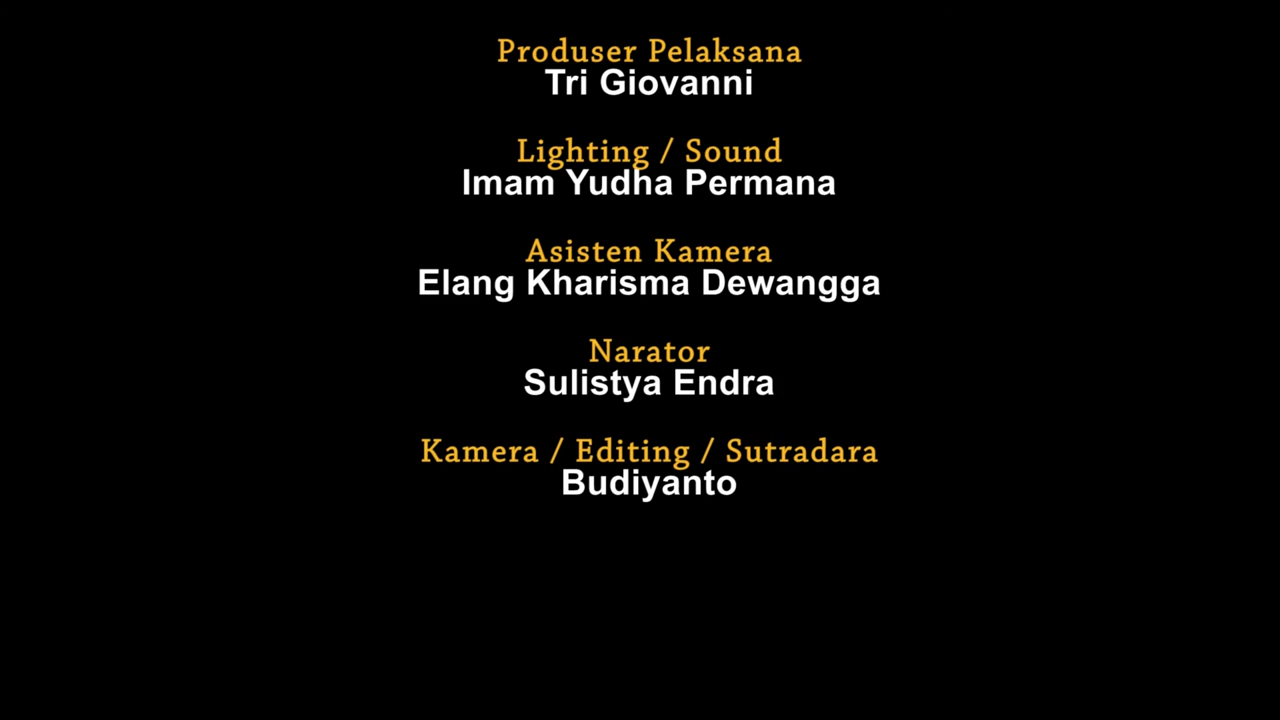 Produser Pelaksana
Tri Giovanni
Lighting / Sound
Imam Yudha Permana
Asisten Kamera
Elang Kharisma Dewangga
Narator
Sulistya Endra
Kamera / Editing / Sutradara
Budiyanto